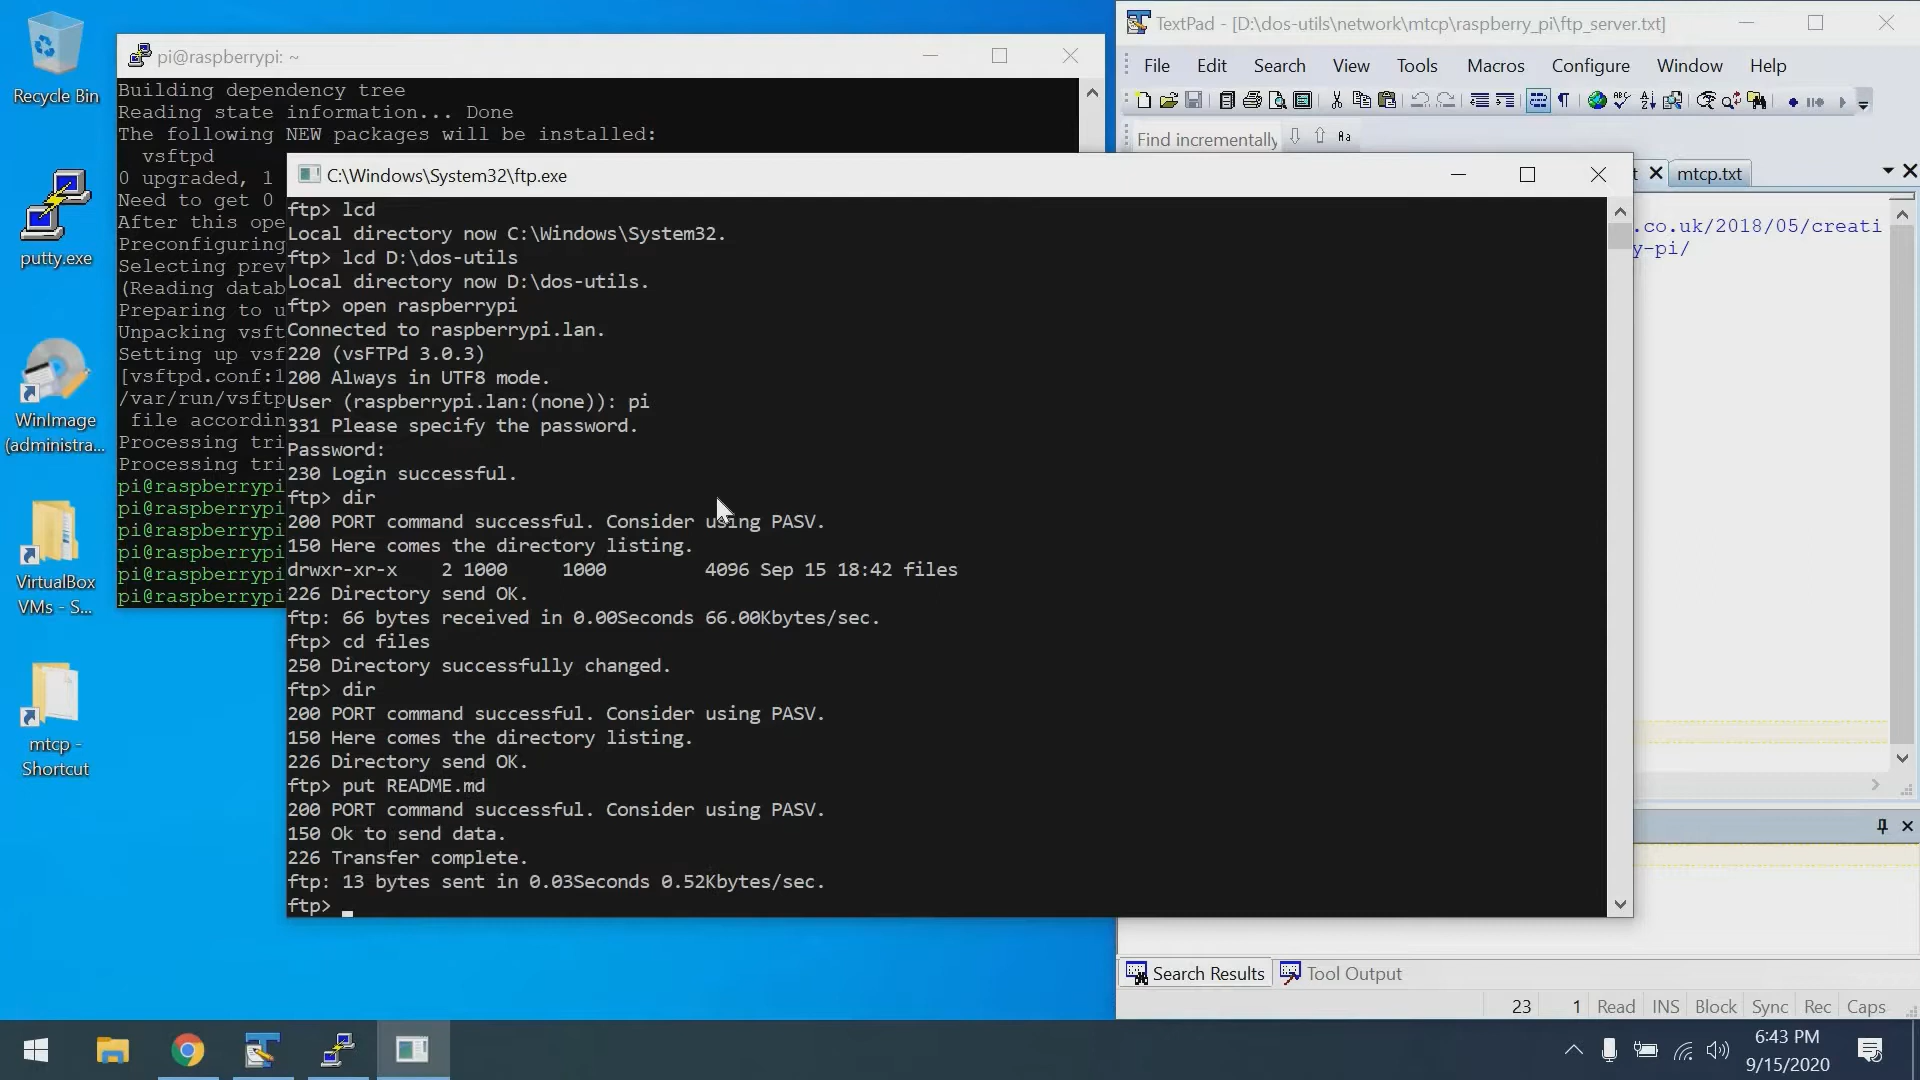 Recycle Bin
putty.exe
WinImage
(administra...
VirtualBox
VMs - S...
mtcp -
Shortcut
pi@raspberrypi: ~
Building dependency tree
Reading state information... Done
The following NEW packages will be installed:
vsftpd
0 upgraded, 1
Need to get 0
After this ope
Preconfiguring
Selecting prev
(Reading datab
Preparing to u
Unpacking vsft
Setting up vsf
[vsftpd.conf:1
/var/run/vsftp
file accordin
Processing tri
Processing tri
pi@raspberrypi
pi@raspberrypi
pi@raspberrypi
pi@raspberrypi
pi@raspberrypi
pi@raspberrypi
C:\Windows\System32\ftp.exe
ftp> lcd
Local directory now C:\Windows\System32.
ftp> lcd D:\dos-utils
Local directory now D:\dos-utils.
ftp> open raspberrypi
Connected to raspberrypi.lan.
220 (vsFTPd 3.0.3)
200 Always in UTF8 mode.
User (raspberrypi.lan:(none)): pi
331 Please specify the password.
Password:
230 Login successful.
ftp> dir
200 PORT command successful. Consider using PASV.
150 Here comes the directory listing.
drwxr-xr-x    2 1000     1000         4096 Sep 15 18:42 files
226 Directory send OK.
ftp: 66 bytes received in 0.00Seconds 66.00Kbytes/sec.
ftp> cd files
250 Directory successfully changed.
ftp> dir
200 PORT command successful. Consider using PASV.
150 Here comes the directory listing.
226 Directory send OK.
ftp> put README.md
200 PORT command successful. Consider using PASV.
150 Ok to send data.
226 Transfer complete.
ftp: 13 bytes sent in 0.03Seconds 0.52Kbytes/sec.
ftp>
TextPad - [D:\dos-utils\network\mtcp\raspberry_pi\ftp_server.txt]
File Edit Search View Tools Macros Configure Window Help
Find incrementally
t mtcp.txt
.co.uk/2018/05/creati
y-pi/
Search Results Tool Output
23 1 Read INS Block Sync Rec Caps
6:43 PM
9/15/2020